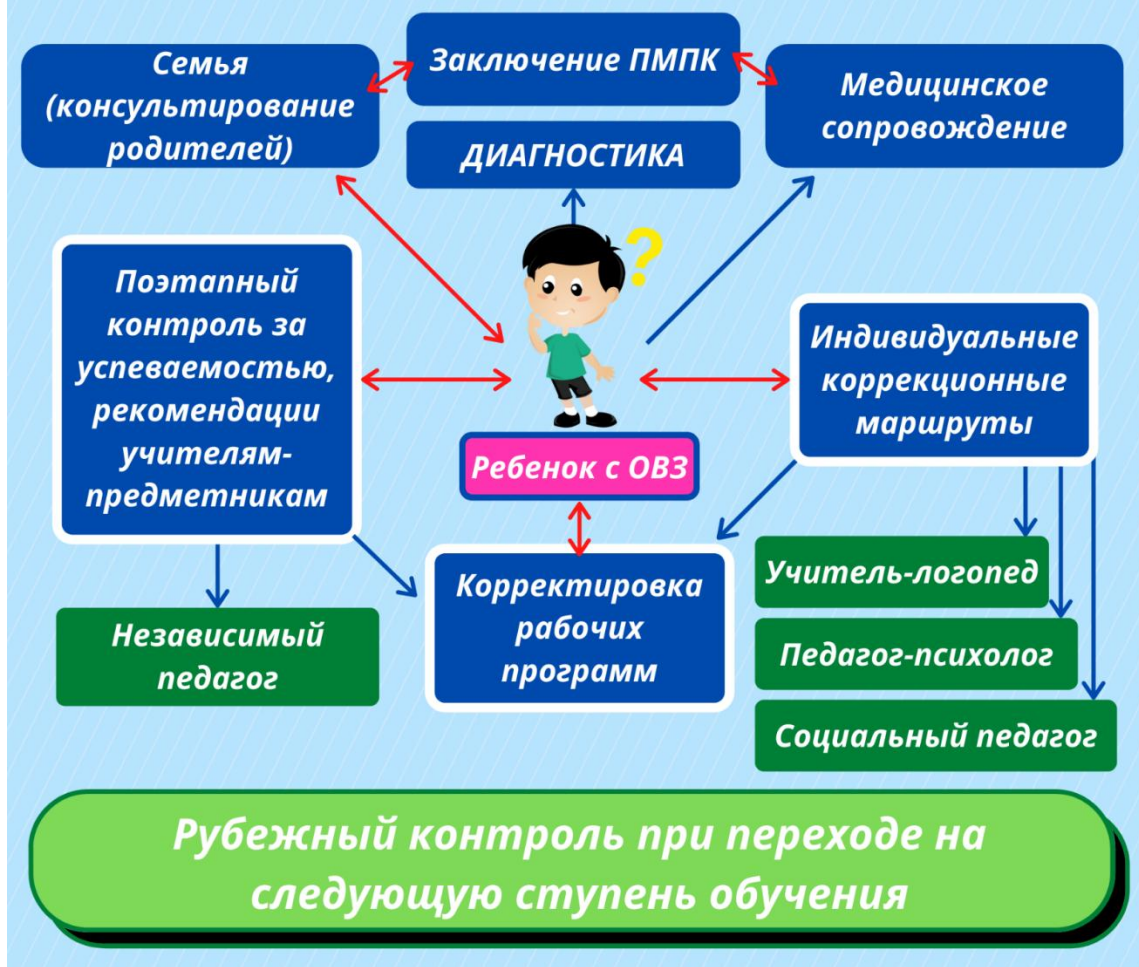 Семья
(консультирование
родителей)
Заключение ПМПК
Медицинское
сопровождение
ДИАГНОСТИКА
?
Поэтапный
контроль за
успеваемостью,
рекомендации
учителям-
предметникам
Индивидуальные
коррекционные
маршруты
Ребенок с ОВЗ
Корректировка
рабочих
программ
Независимый
педагог
Учитель-логопед
Педагог-психолог
Социальный педагог
Рубежный контроль при переходе на
следующую ступень обучения